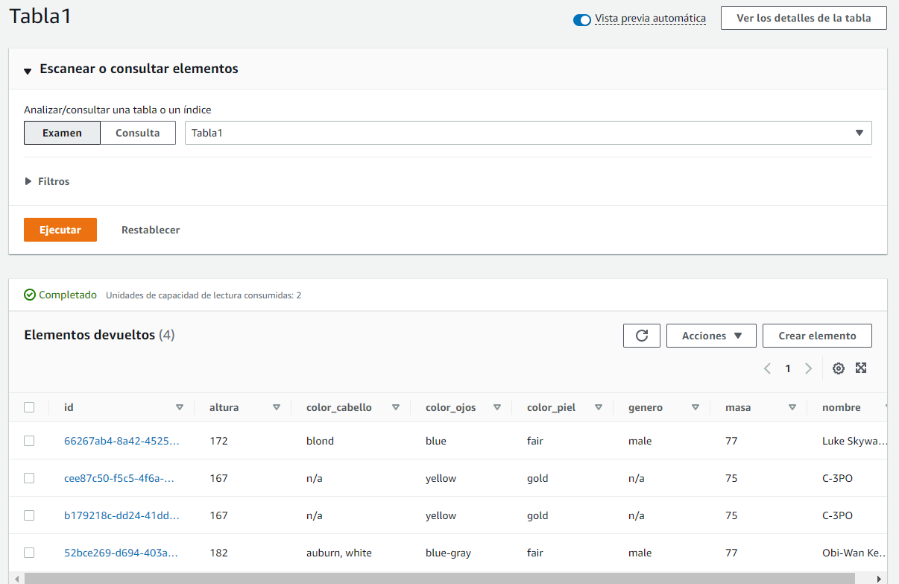 Tabla1
Vista previa automática
Ver los detalles de la tabla
Escanear o consultar elementos
Analizar/consultar una tabla o un índice
Examen Consulta Tabla1
Filtros
Ejecutar Restablecer
Completado Unidades de capacidad de lectura consumidas: 2
Elementos devueltos (4) Acciones Crear elemento
1
id altura color_cabello color_ojos color_piel genero masa nombre
66267ab4-8a42-4525... 172 blond blue fair male 77 Luke Skywa...
cee87c50-f5c5-4f6a-... 167 n/a yellow gold n/a 75 C-3PO
b179218c-dd24-41dd... 167 n/a yellow gold n/a 75 C-3PO
52bce269-d694-403a... 182 auburn, white blue-gray fair male 77 Obi-Wan Ke...